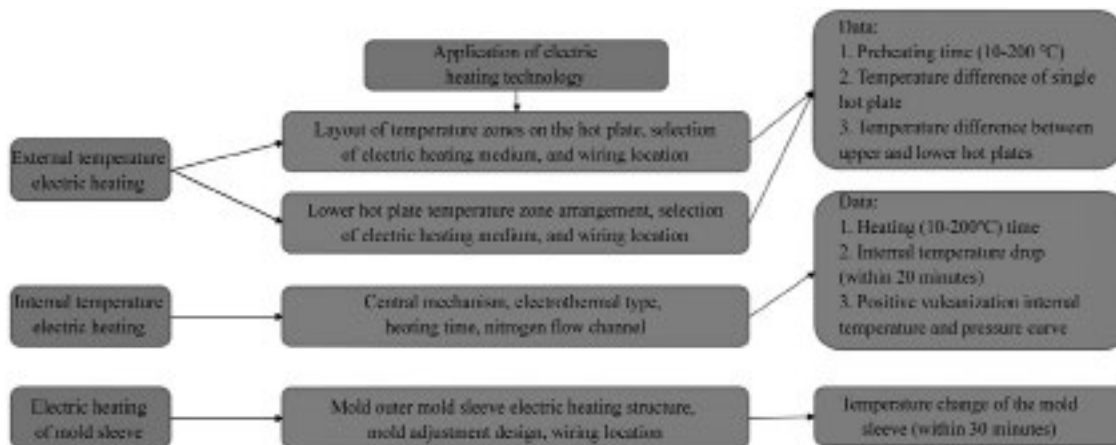 Application of electric
heating technology
External temperature
electric heating
Layout of temperature zones on the hot plate, selection
of electric heating medium, and wiring location
Lower hot plate temperature zone arrangement, selection
of electric heating medium, and wiring location
Data:
1. Preheating time (10-200 °C)
2. Temperature difference of single
hot plate
3. Temperature difference between
upper and lower hot plates
Internal temperature
electric heating
Central mechanism, electrothermal type,
heating time, nitrogen flow channel
Data:
1. Heating (10-200°C) time
2. Internal temperature drop
(within 20 minutes)
3. Positive vulcanization internal
temperature and pressure curve
Electric heating
of mold sleeve
Mold outer mold sleeve electric heating structure,
mold adjustment design, wiring location
Temperature change of the mold
sleeve (within 30 minutes)